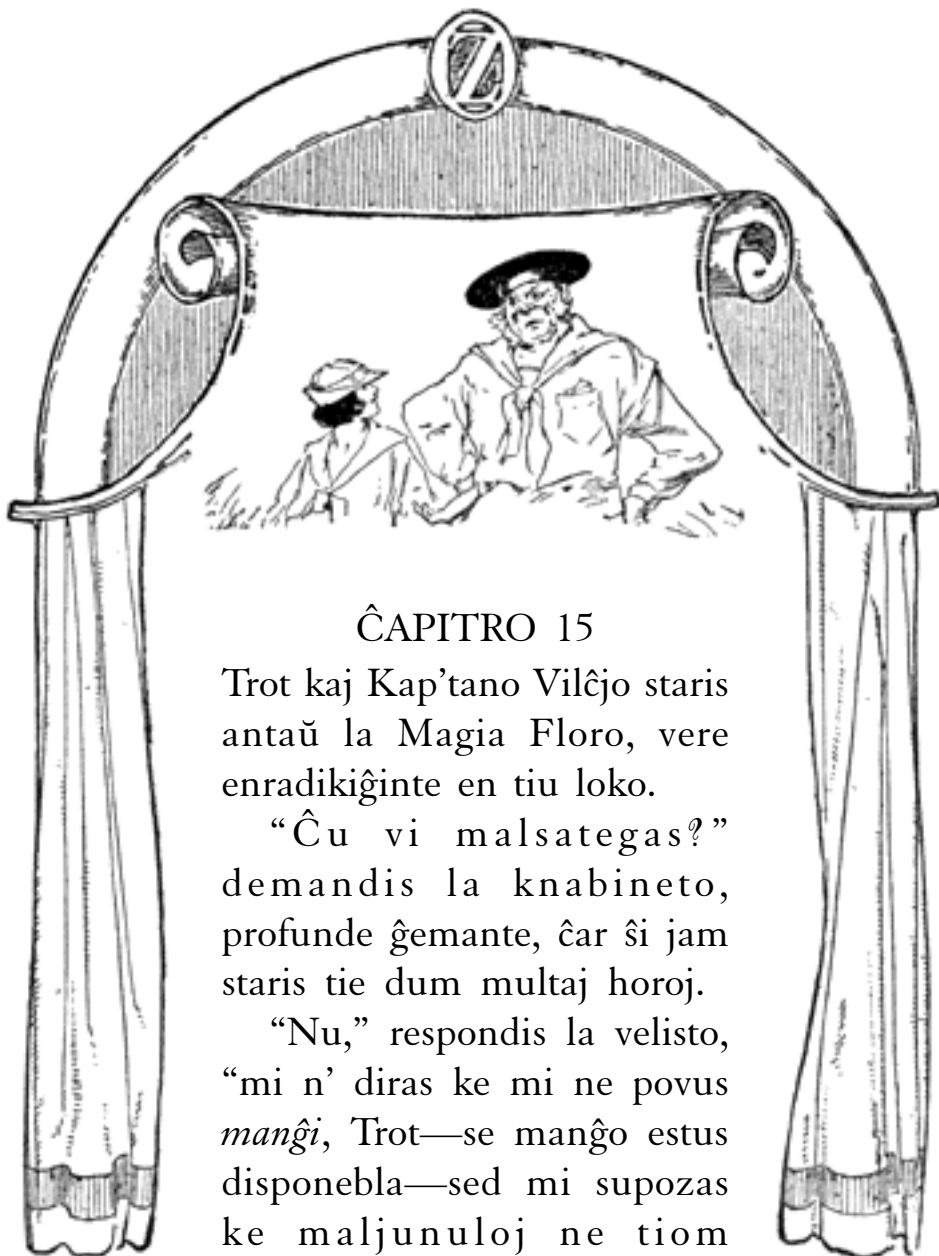 OZ
ĈAPITRO 15
Trot kaj Kap’tano Vilĉjo staris
antaŭ la Magia Floro, vere
enradikiĝinte en tiu loko.
“Ĉu vi malsategas?”
demandis la knabineto,
profunde ĝemante, ĉar ŝi jam
staris tie dum multaj horoj.
“Nu,” respondis la velisto,
“mi n’ diras ke mi ne povus
manĝi, Trot—se manĝo estus
disponebla—sed mi supozas
ke maljunuloj ne tiom